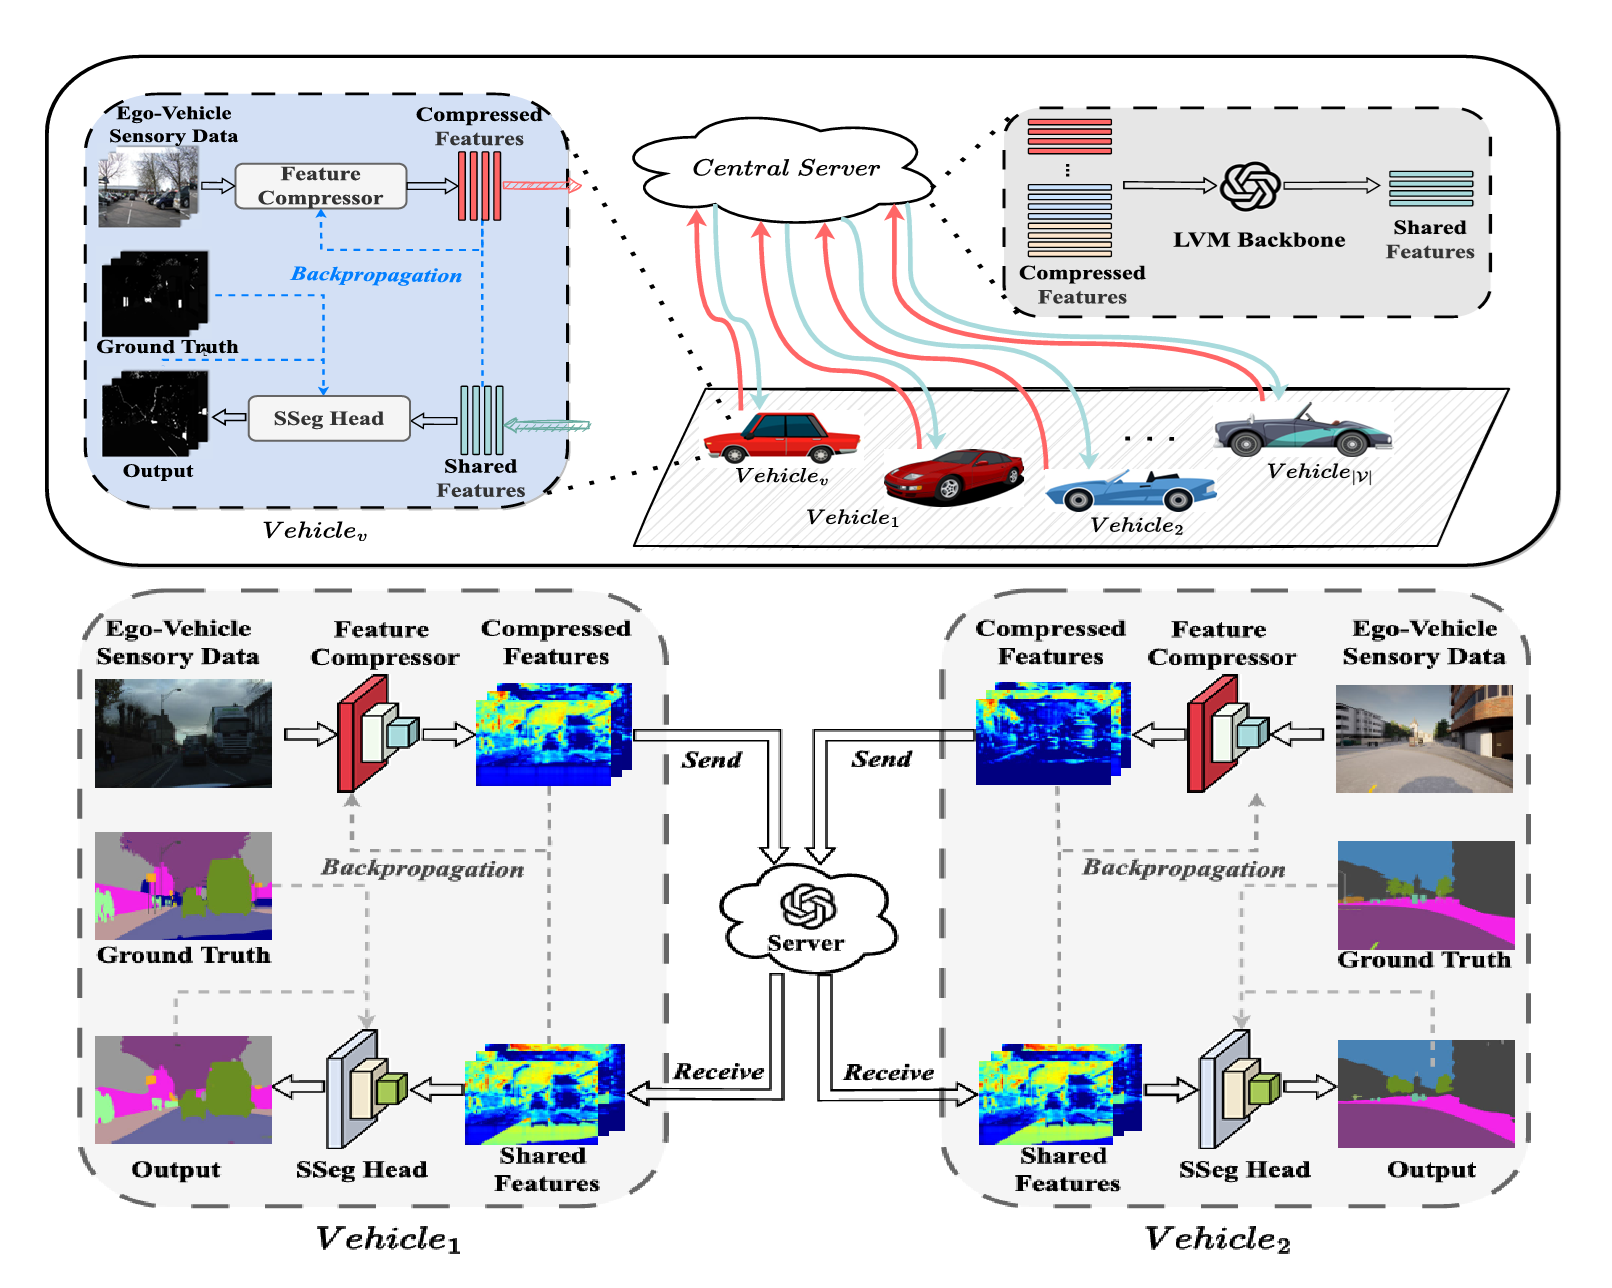 Ego-Vehicle
Sensory Data
Compressed
Features
Feature
Compressor
Backpropagation
Ground Truth
SSeg Head
Output
Shared
Features
Vehicle_v
Central Server
Compressed
Features
LVM Backbone
Shared
Features
Vehicle_v
Vehicle_1
Vehicle_2
Vehicle_|𝒱|
Ego-Vehicle
Sensory Data
Feature
Compressor
Compressed
Features
Send
Backpropagation
Ground Truth
Output
SSeg Head
Shared
Features
Receive
Vehicle_1
Server
Compressed
Features
Feature
Compressor
Ego-Vehicle
Sensory Data
Send
Backpropagation
Ground Truth
Receive
Shared
Features
SSeg Head
Output
Vehicle_2